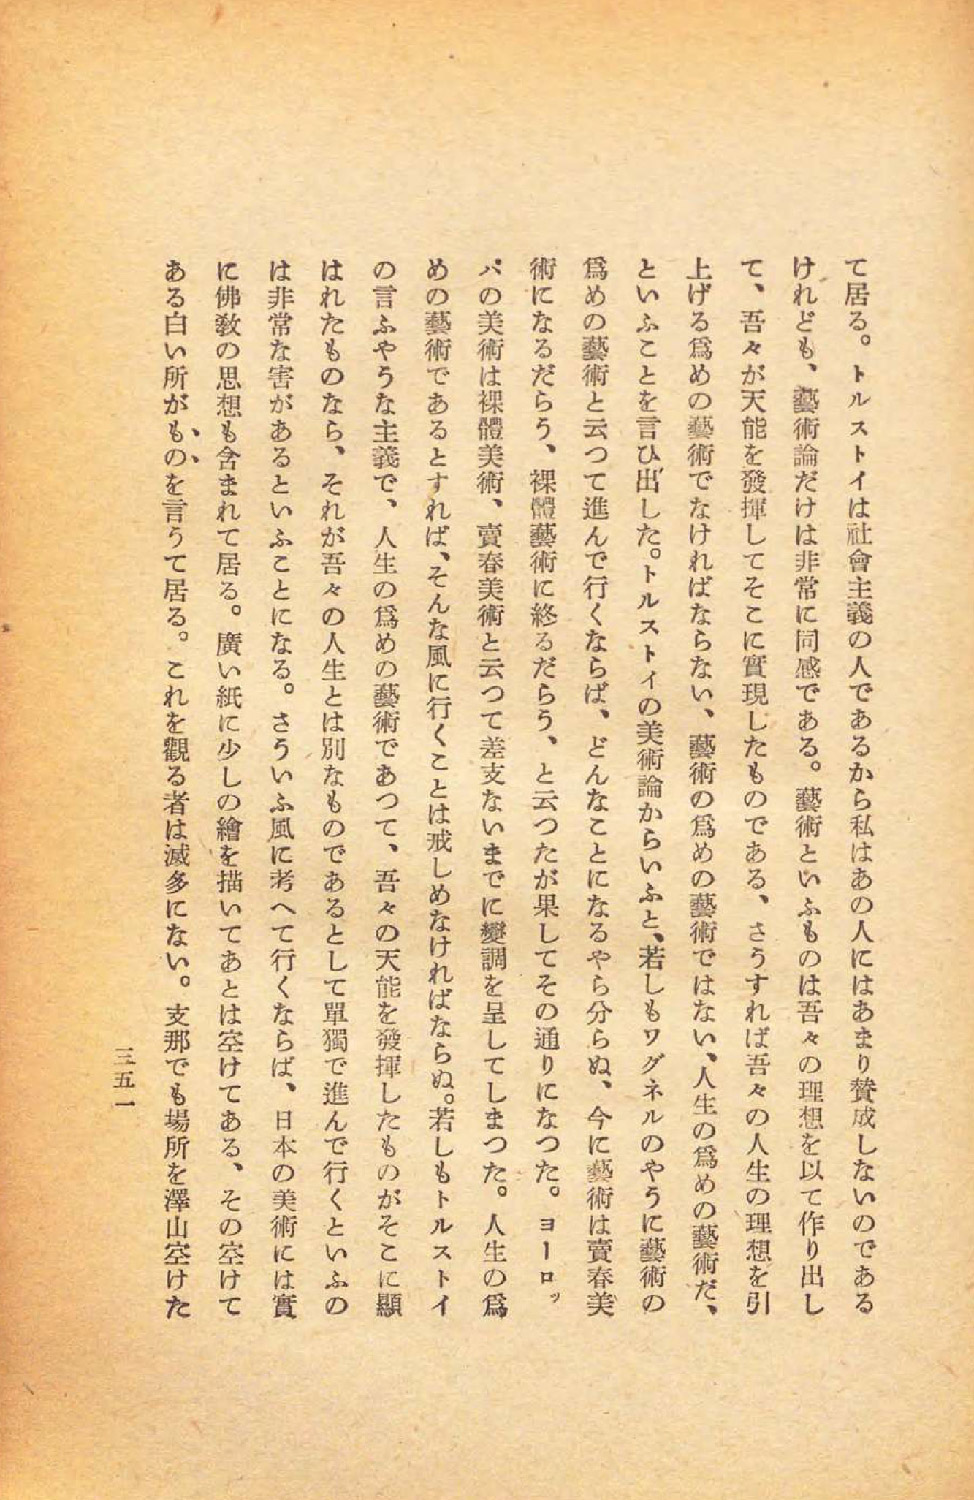 て居る。トルストイは社會主義の人であるから私はあの人にはあまり賛成しないのである
けれども、藝術論だけは非常に同感である。藝術といふものは吾々の理想を以て作り出し
て、吾々が天能を發揮してそこに實現したものである、さうすれば吾々の人生の理想を引
上げる爲めの藝術でなければならない、藝術の爲めの藝術ではない、人生の爲めの藝術だ、
といふことを言ひ出した。トルストイの美術論からいふと、若しもワグネルのやうに藝術の
爲めの藝術と云つて進んで行くならば、どんなことになるやら分らぬ、今に藝術は賣春美
術になるだらう、裸體藝術に終るだらう、と云つたが果してその通りになつた。ヨーロッ
パの美術は裸體美術、賣春美術と云つて差支ないまでに變調を呈してしまつた。人生の爲
めの藝術であるとすれば、そんな風に行くことは戒しめなければならぬ。若しもトルストイ
の言ふやうな主義で、人生の爲めの藝術であつて、吾々の天能を發揮したものがそこに顯
はれたものなら、それが吾々の人生とは別なものであるとして單獨で進んで行くといふの
は非常な害があるといふことになる。さういふ風に考へて行くならば、日本の美術には實
に佛敎の思想も含まれて居る。廣い紙に少しの繪を描いてあとは空けてある、その空けて
ある白い所がものを言うて居る。これを觀る者は滅多にない。支那でも場所を澤山空けた
三五一